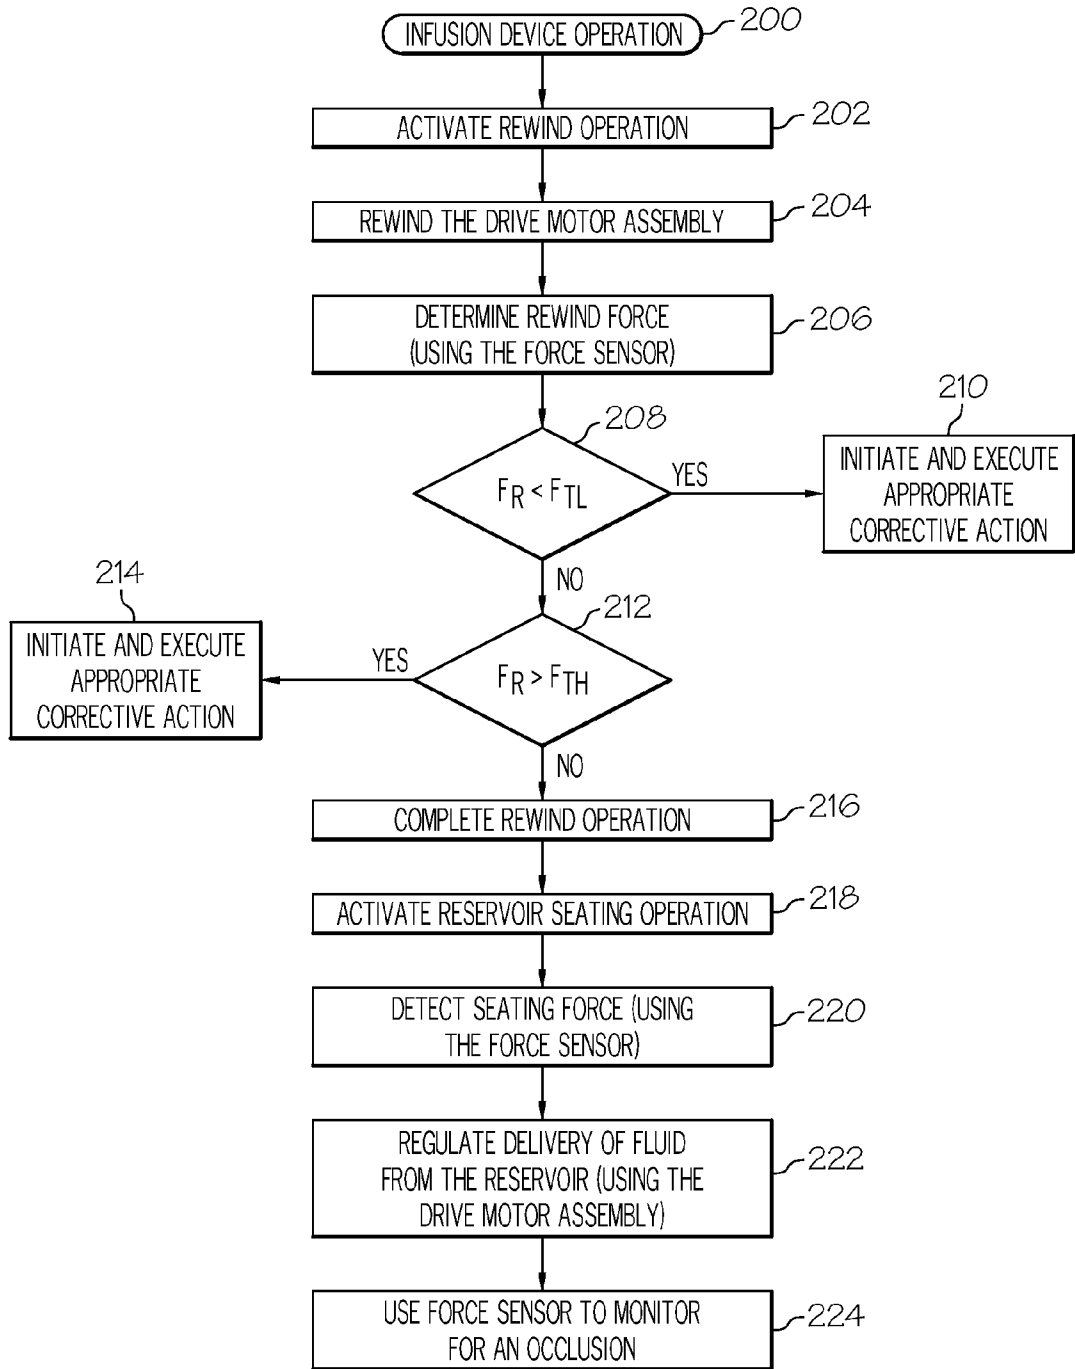 INFUSION DEVICE OPERATION
200
ACTIVATE REWIND OPERATION
202
REWIND THE DRIVE MOTOR ASSEMBLY
204
DETERMINE REWIND FORCE
(USING THE FORCE SENSOR)
206
208
FR < FTL
YES
NO
210
INITIATE AND EXECUTE
APPROPRIATE
CORRECTIVE ACTION
212
FR > FTH
YES
NO
214
INITIATE AND EXECUTE
APPROPRIATE
CORRECTIVE ACTION
COMPLETE REWIND OPERATION
216
ACTIVATE RESERVOIR SEATING OPERATION
218
DETECT SEATING FORCE (USING
THE FORCE SENSOR)
220
REGULATE DELIVERY OF FLUID
FROM THE RESERVOIR (USING THE
DRIVE MOTOR ASSEMBLY)
222
USE FORCE SENSOR TO MONITOR
FOR AN OCCLUSION
224